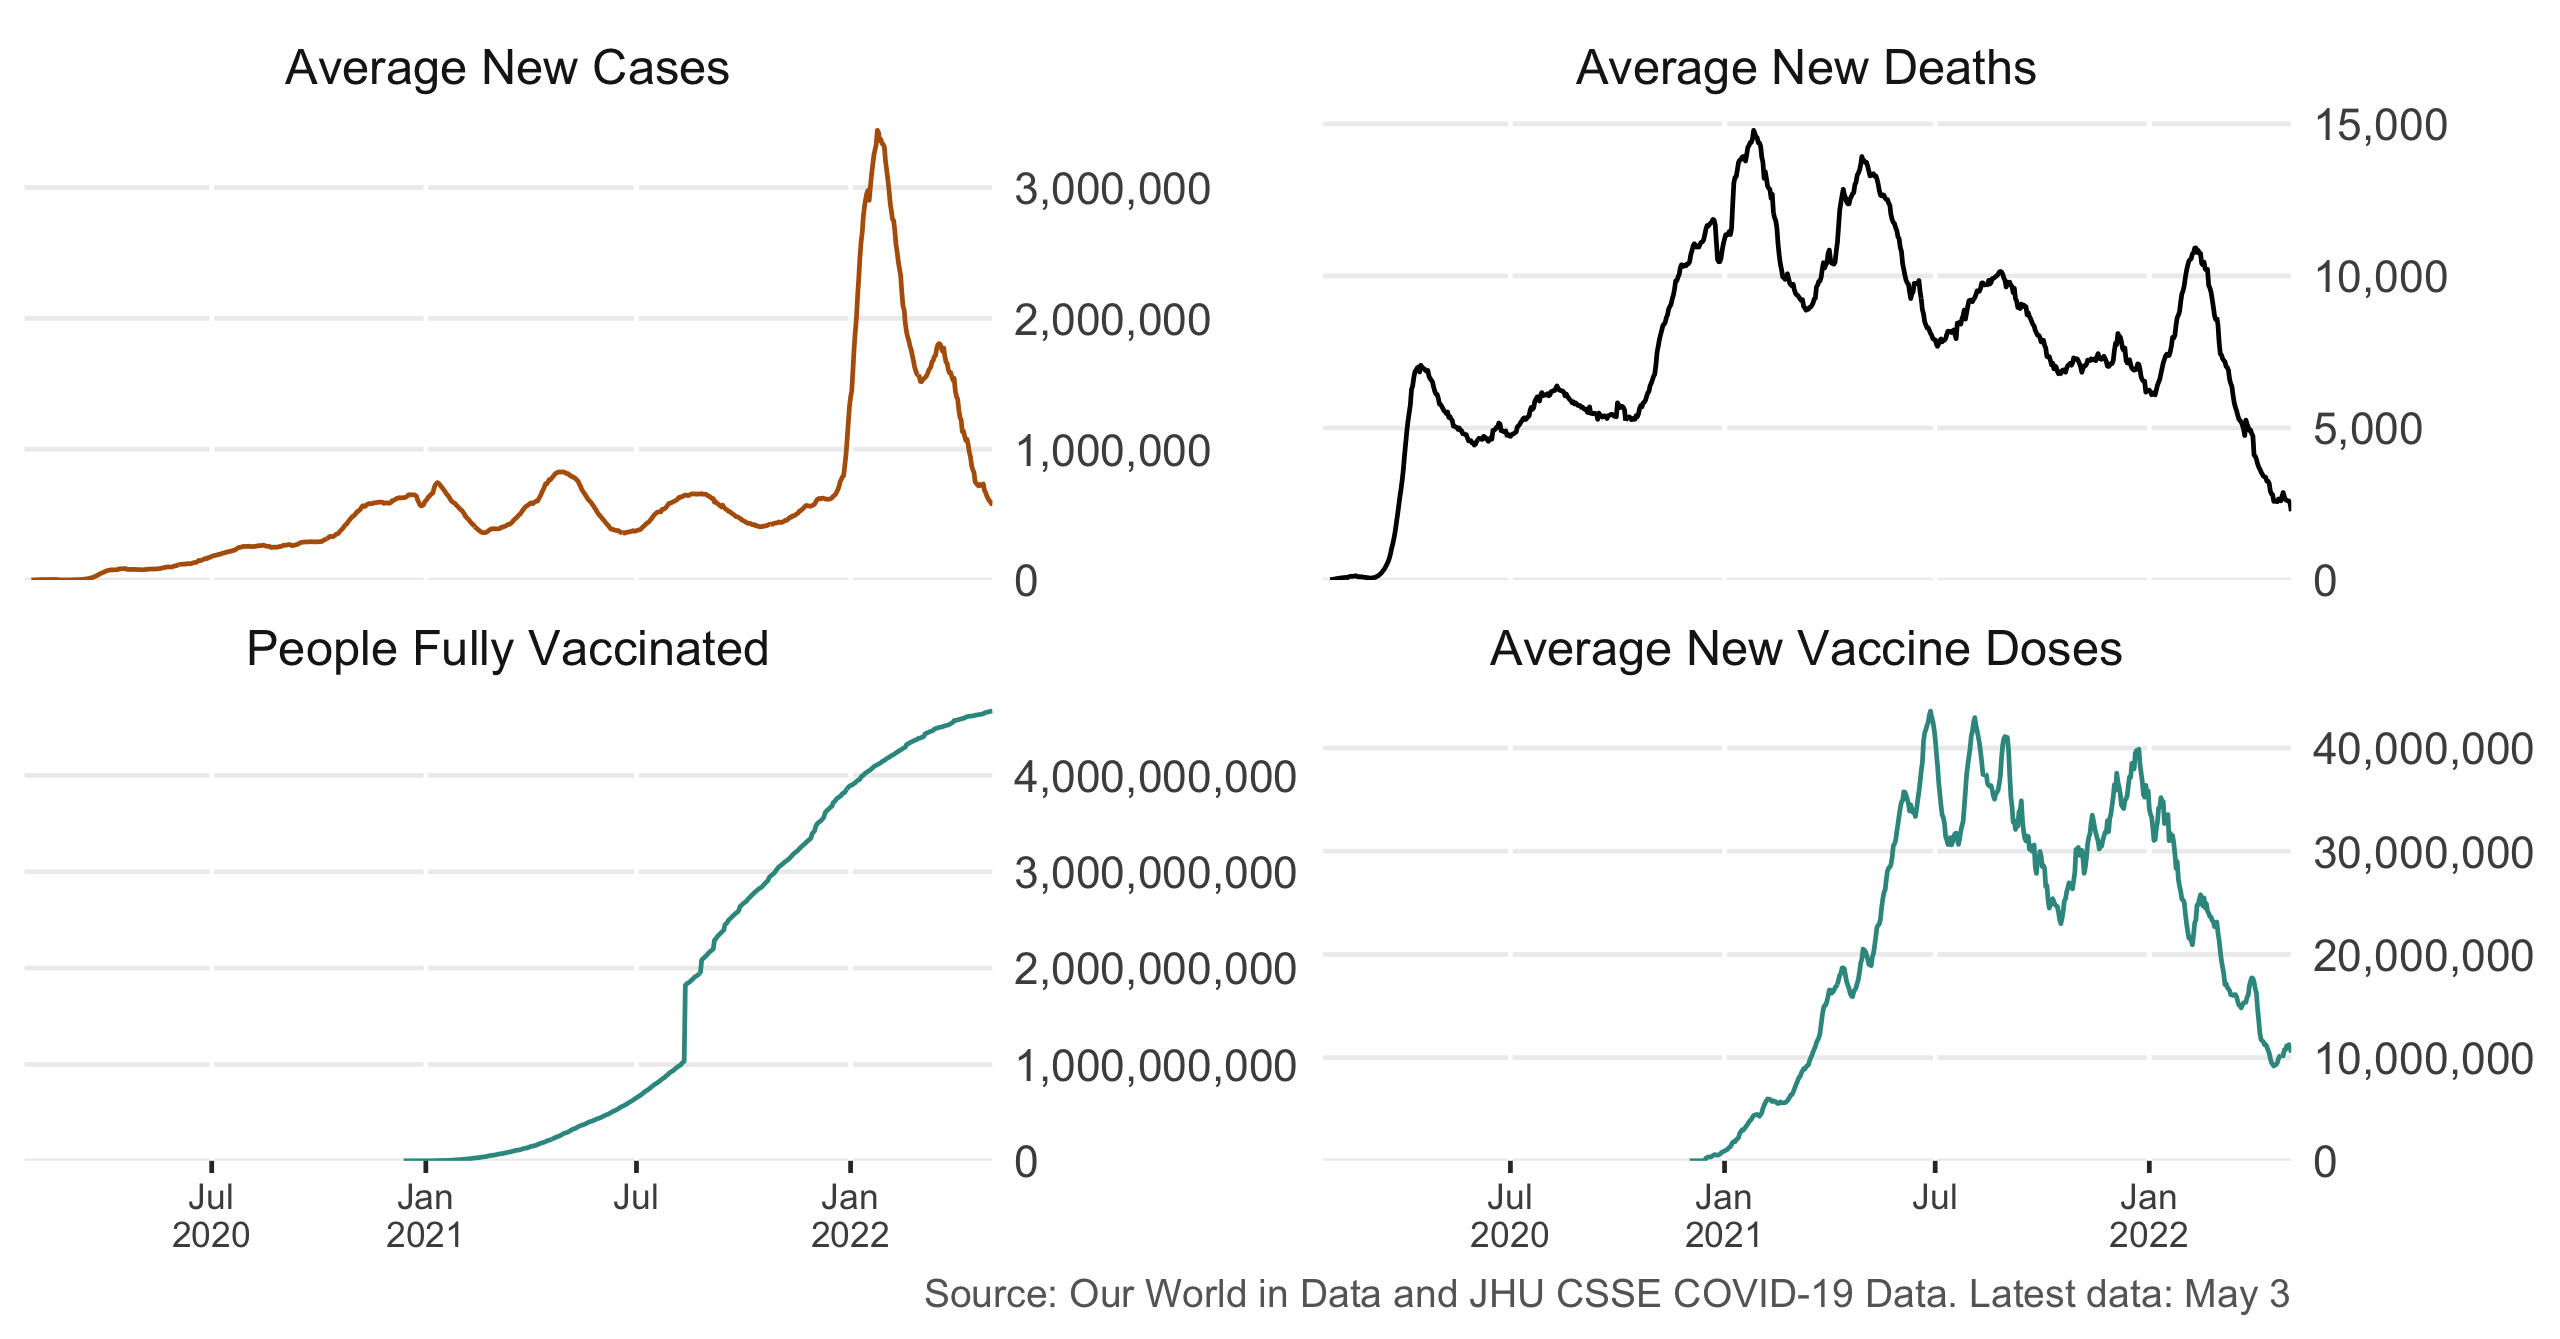 Average New Cases
3,000,000
2,000,000
1,000,000
0
Average New Deaths
15,000
10,000
5,000
0
People Fully Vaccinated
4,000,000,000
3,000,000,000
2,000,000,000
1,000,000,000
0
Jul
2020
Jan
2021
Jul
Jan
2022
Average New Vaccine Doses
40,000,000
30,000,000
20,000,000
10,000,000
0
Jul
2020
Jan
2021
Jul
Jan
2022
Source: Our World in Data and JHU CSSE COVID-19 Data. Latest data: May 3